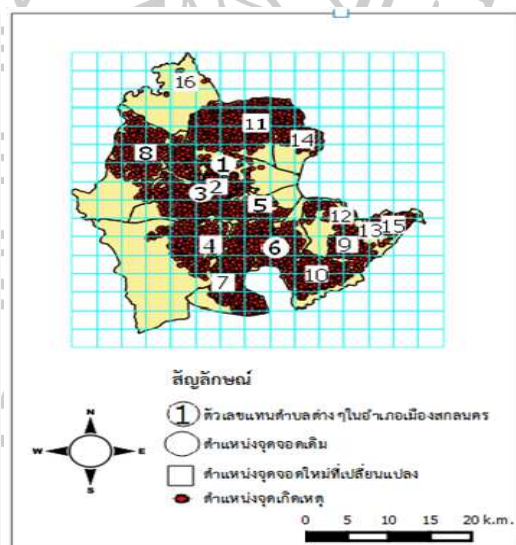 16
11
14
8
1
2
3
5
12
4
6
13
15
9
10
7
สัญลักษณ์
1 ตัวเลขแทนตำบลต่าง ๆในอำเภอเมืองสกลนคร
ตำแหน่งจุดจอดเดิม
ตำแหน่งจุดจอดใหม่ที่เปลี่ยนแปลง
ตำแหน่งจุดเกิดเหตุ
N
W E
S
0 5 10 15 20 k.m.